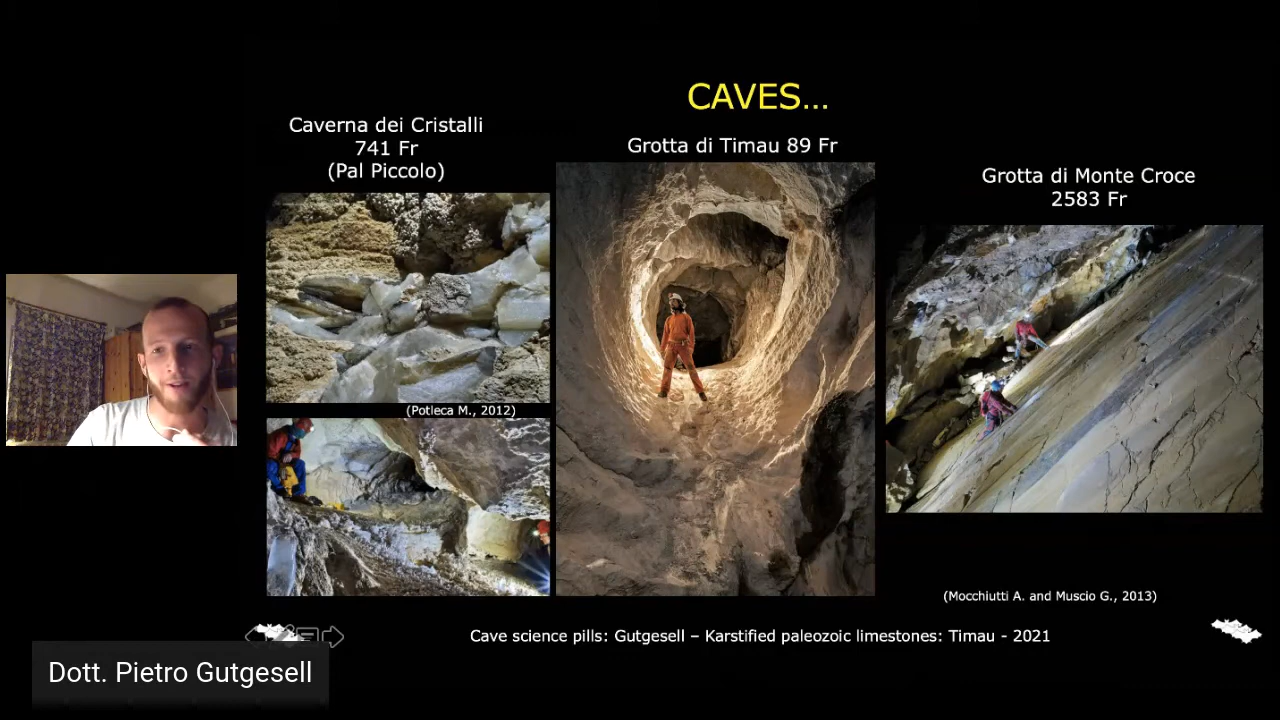 CAVES...
Caverna dei Cristalli
741 Fr
(Pal Piccolo)
Grotta di Timau 89 Fr
Grotta di Monte Croce
2583 Fr
(Potleca M., 2012)
(Mocchiutti A. and Muscio G., 2013)
Cave science pills: Gutgesell – Karstified paleozoic limestones: Timau - 2021
Dott. Pietro Gutgesell